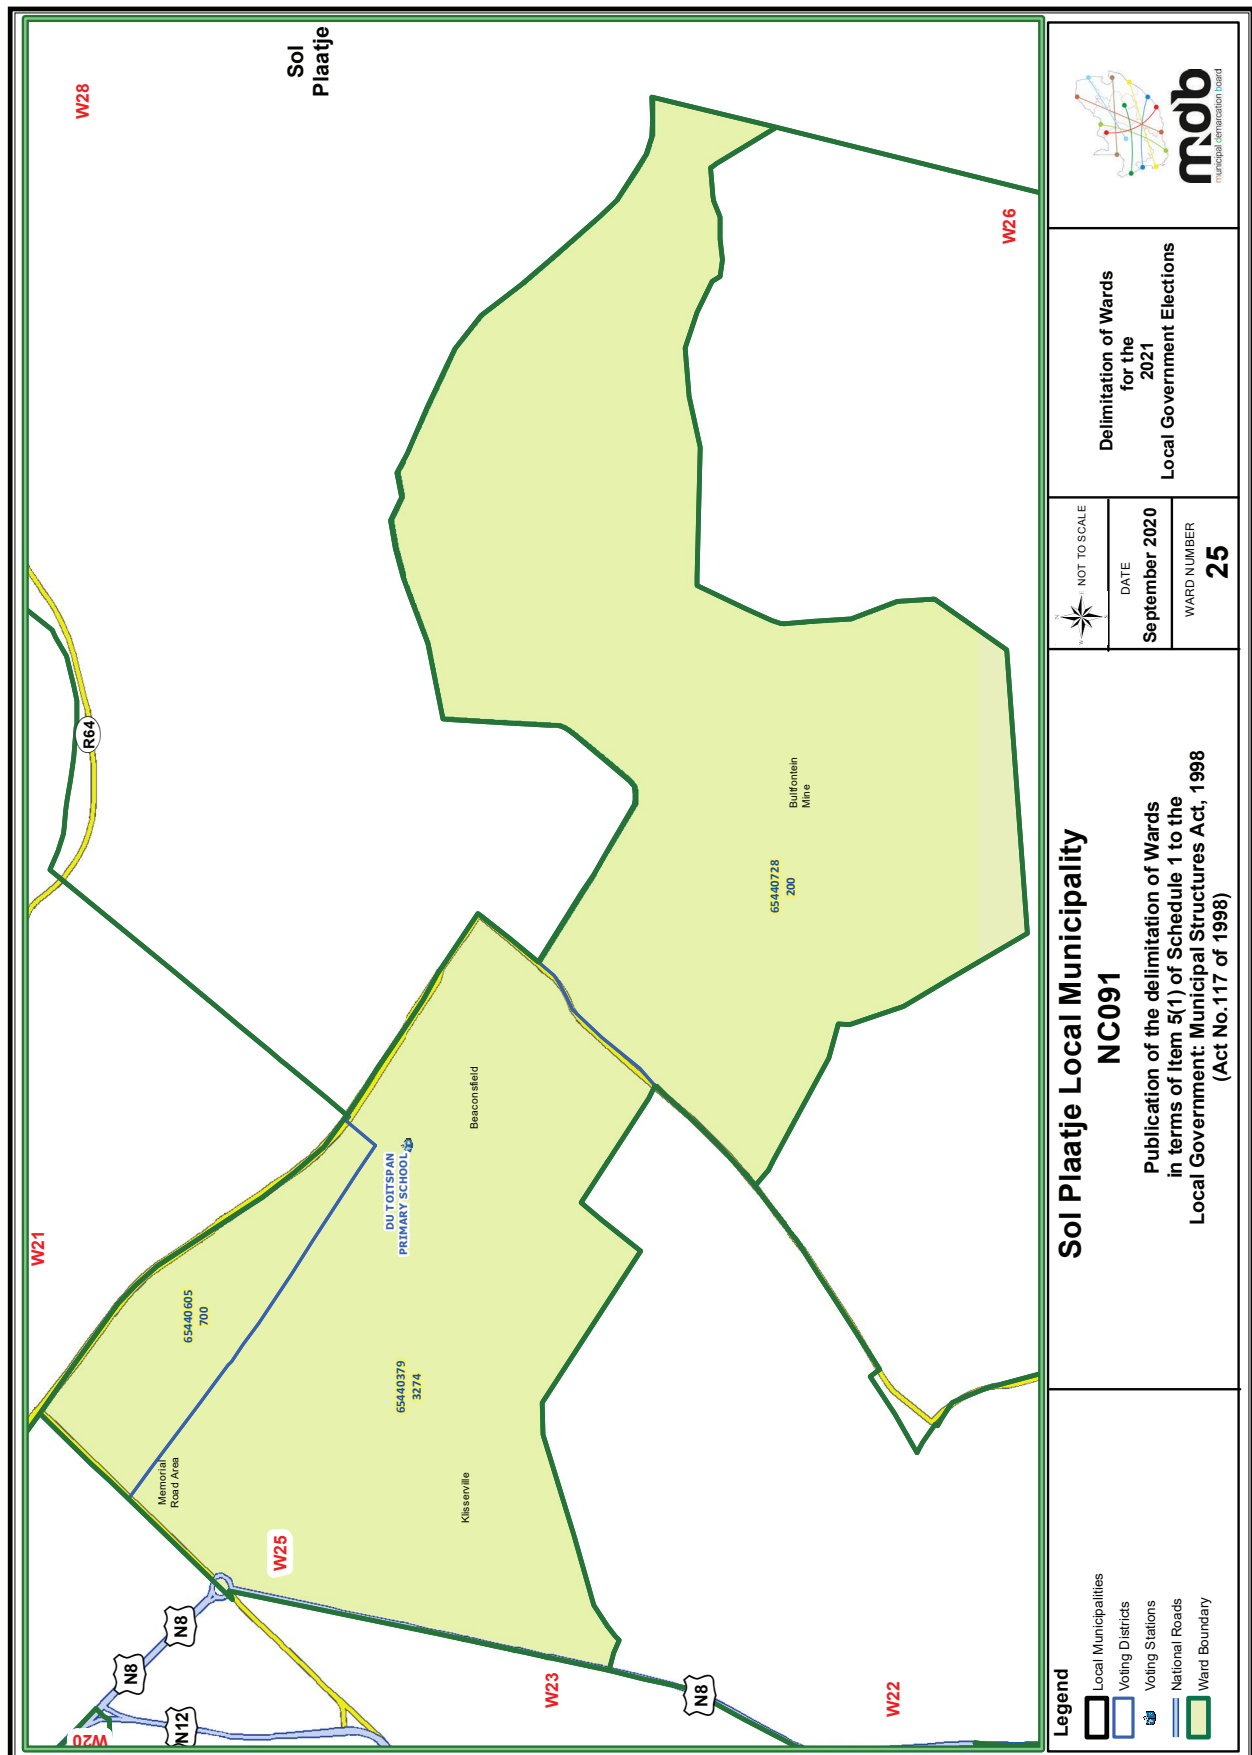 W20
N8
N8
N12
W21
R64
W28
Sol
Plaatje
Memorial
Road Area
65440605
700
W25
DU TOITSPAN
PRIMARY SCHOOL
65440379
3274
Klisserville
Beaconsfield
W23
N8
W22
65440728
200
Bultfontein
Mine
W26
Legend
Local Municipalities
Voting Districts
Voting Stations
National Roads
Ward Boundary
Sol Plaatje Local Municipality
NC091
Publication of the delimitation of Wards
in terms of Item 5(1) of Schedule 1 to the
Local Government: Municipal Structures Act, 1998
(Act No.117 of 1998)
N
W
E
S
NOT TO SCALE
DATE
September 2020
WARD NUMBER
25
Delimitation of Wards
for the
2021
Local Government Elections
mdb
municipal demarcation board